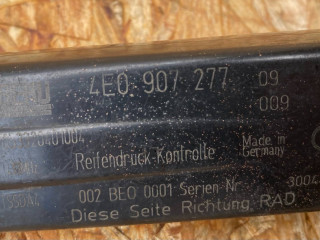 4E0 907 277 09
009
Made in
Germany
Reifendruck-Kontrolle
002 BE0 0001 Serien Nr
Diese Seite Richtung RAD